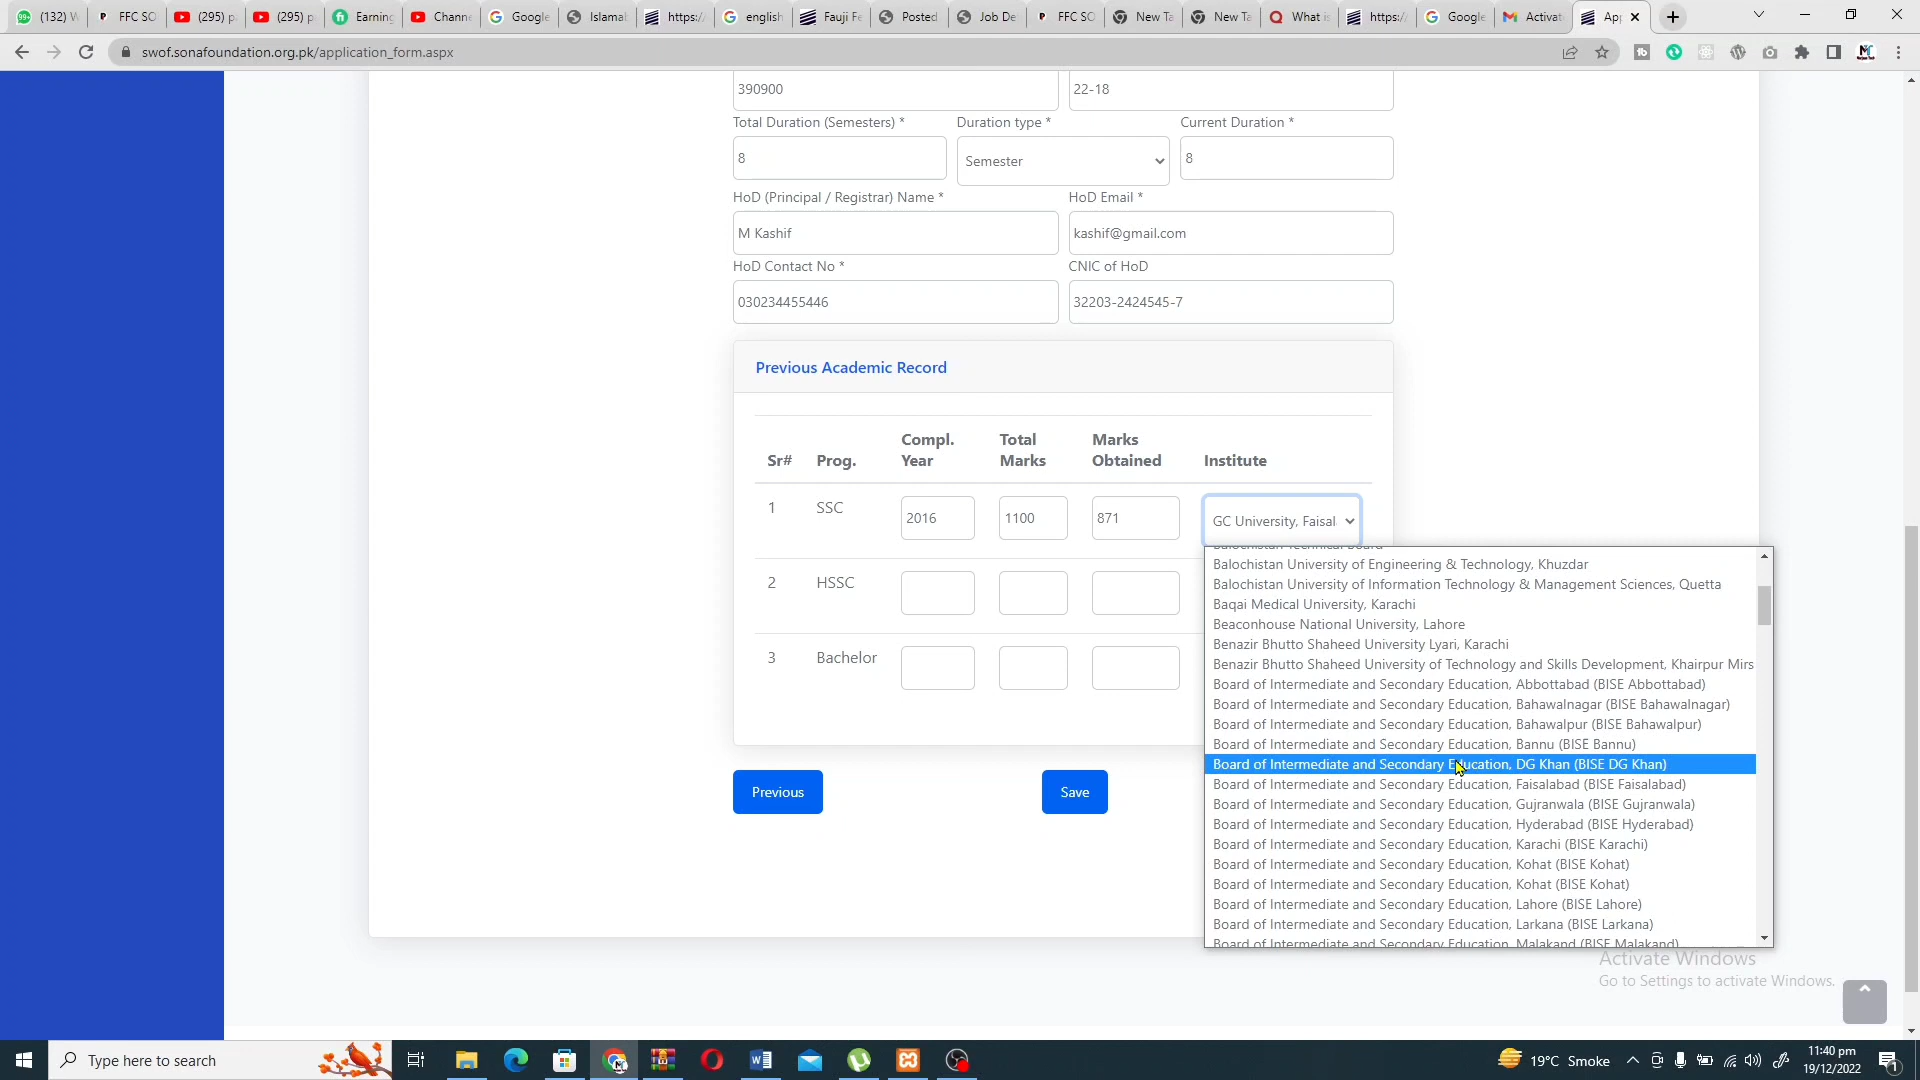 (132) W
FFC SO
(295) p
(295) p
Earning
Chann
Google
Islama
https:/
english
Fauji Fe
Posted
Job De
FFC SO
New Ta
New Ta
What is
https:/
Google
Activat
App
swof.sonafoundation.org.pk/application_form.aspx
390900
22-18
Total Duration (Semesters) *
Duration type *
Current Duration *
8
Semester
8
HoD (Principal / Registrar) Name *
HoD Email *
M Kashif
kashif@gmail.com
HoD Contact No *
CNIC of HoD
030234455446
32203-2424545-7
Previous Academic Record
Sr#
Prog.
Compl. Year
Total Marks
Marks Obtained
Institute
1
SSC
2016
1100
871
GC University, Faisal
Balochistan Technical Board
Balochistan University of Engineering & Technology, Khuzdar
Balochistan University of Information Technology & Management Sciences, Quetta
Baqai Medical University, Karachi
Beaconhouse National University, Lahore
Benazir Bhutto Shaheed University Lyari, Karachi
Benazir Bhutto Shaheed University of Technology and Skills Development, Khairpur Mirs
Board of Intermediate and Secondary Education, Abbottabad (BISE Abbottabad)
Board of Intermediate and Secondary Education, Bahawalnagar (BISE Bahawalnagar)
Board of Intermediate and Secondary Education, Bahawalpur (BISE Bahawalpur)
Board of Intermediate and Secondary Education, Bannu (BISE Bannu)
Board of Intermediate and Secondary Education, DG Khan (BISE DG Khan)
Board of Intermediate and Secondary Education, Faisalabad (BISE Faisalabad)
Board of Intermediate and Secondary Education, Gujranwala (BISE Gujranwala)
Board of Intermediate and Secondary Education, Hyderabad (BISE Hyderabad)
Board of Intermediate and Secondary Education, Karachi (BISE Karachi)
Board of Intermediate and Secondary Education, Kohat (BISE Kohat)
Board of Intermediate and Secondary Education, Kohat (BISE Kohat)
Board of Intermediate and Secondary Education, Lahore (BISE Lahore)
Board of Intermediate and Secondary Education, Larkana (BISE Larkana)
Board of Intermediate and Secondary Education, Malakand (BISE Malakand)
2
HSSC
3
Bachelor
Previous
Save
Activate Windows
Go to Settings to activate Windows.
Type here to search
19°C Smoke
11:40 pm
19/12/2022
1